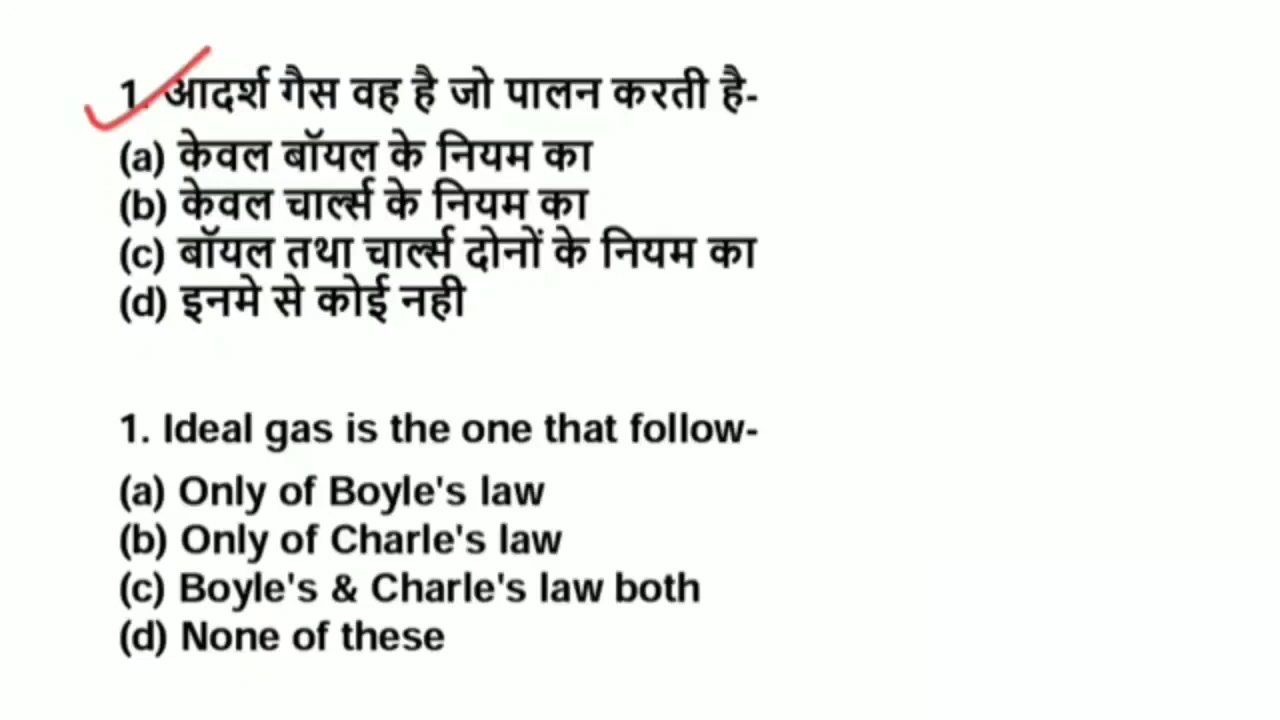 1. आदर्श गैस वह है जो पालन करती है-
(a) केवल बॉयल के नियम का
(b) केवल चार्ल्स के नियम का
(c) बॉयल तथा चार्ल्स दोनों के नियम का
(d) इनमे से कोई नही
1. Ideal gas is the one that follow-
(a) Only of Boyle's law
(b) Only of Charle's law
(c) Boyle's & Charle's law both
(d) None of these